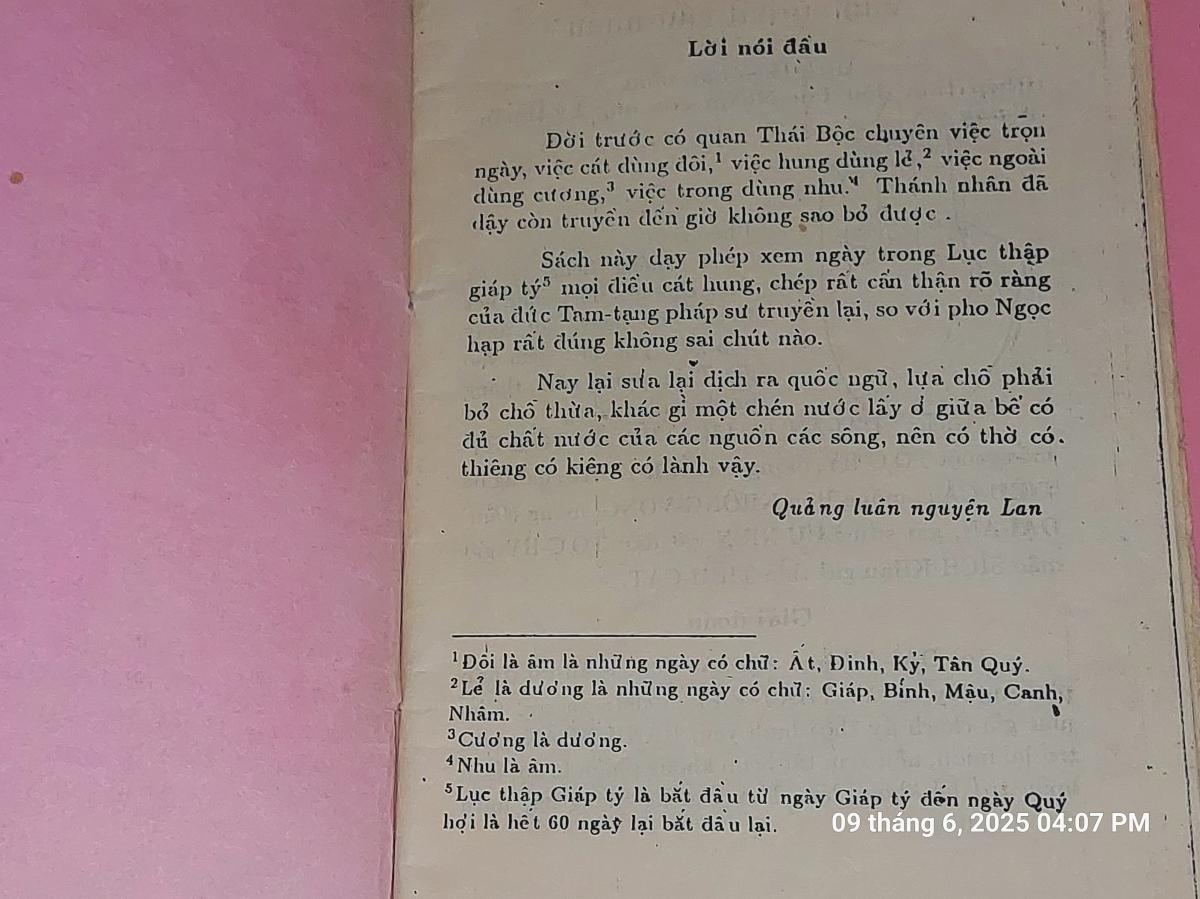 Lời nói đầu
Đời trước có quan Thái Bộc chuyên việc trọn
ngày, việc cát dùng đôi,¹ việc hung dùng lẻ,² việc ngoài
dùng cương,³ việc trong dùng nhu.⁴ Thánh nhân đã
dậy còn truyền đến giờ không sao bỏ được .
Sách này dạy phép xem ngày trong Lục thập
giáp tý⁵ mọi điều cát hung, chép rất cẩn thận rõ ràng
của đức Tam-tạng pháp sư truyền lại, so với pho Ngọc
hạp rất đúng không sai chút nào.
Nay lại sửa lại dịch ra quốc ngữ, lựa chỗ phải
bỏ chỗ thừa, khác gì một chén nước lấy ở giữa bể có
đủ chất nước của các nguồn các sông, nên có thờ có.
thiêng có kiêng có lành vậy.
Quảng luân nguyện Lan
¹Đôi là âm là những ngày có chữ: Ất, Đinh, Kỷ, Tân Quý.
²Lẻ là dương là những ngày có chữ: Giáp, Bính, Mậu, Canh,
Nhâm.
³Cương là dương.
⁴Nhu là âm.
⁵Lục thập Giáp tý là bắt đầu từ ngày Giáp tý đến ngày Quý
hợi là hết 60 ngày lại bắt đầu lại.
09 tháng 6, 2025 04:07 PM